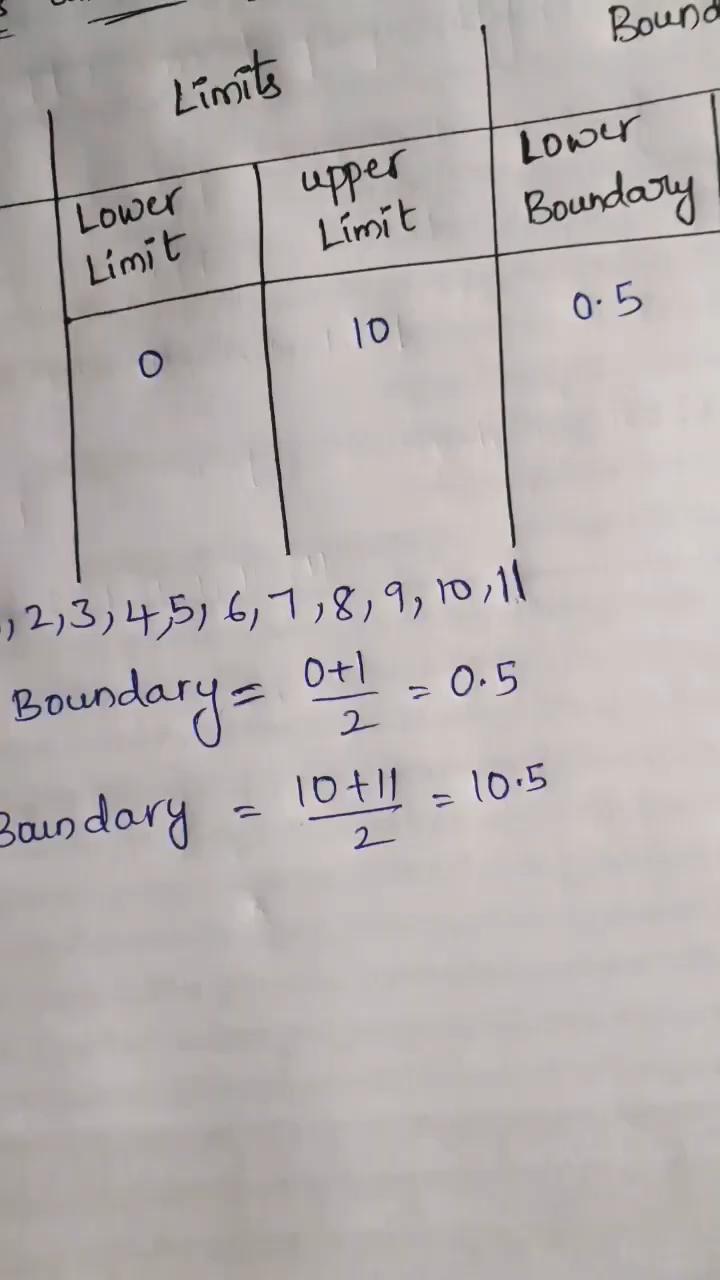 Bound
Limits
Lower Limit
upper Limit
Lower Boundary
0
10
0.5
, 2, 3, 4, 5, 6, 7, 8, 9, 10, 11
Boundary = 0+1/2 = 0.5
Boundary = 10+11/2 = 10.5